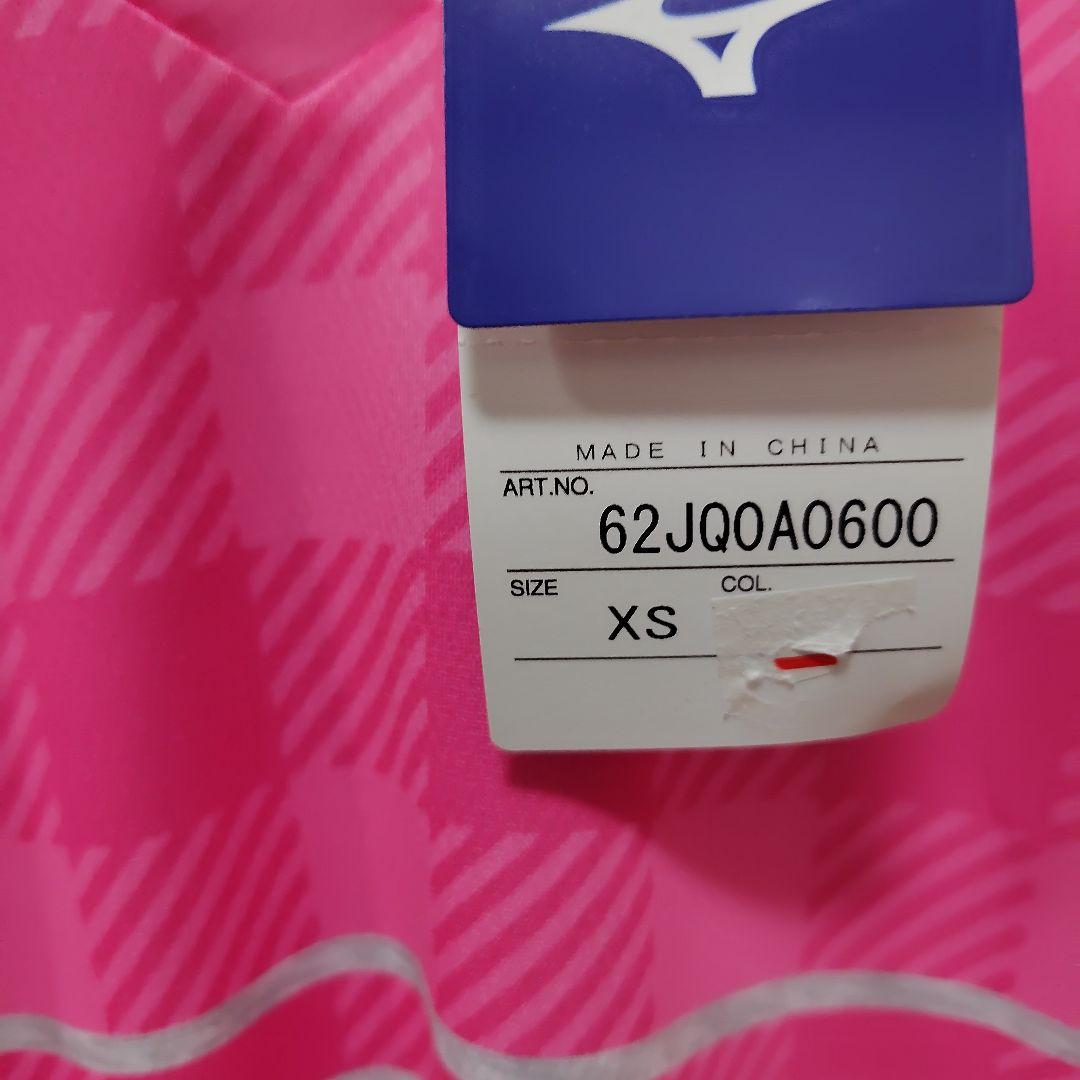 MADE IN CHINA
ART.NO.
62JQ0A0600
SIZE
COL.
XS